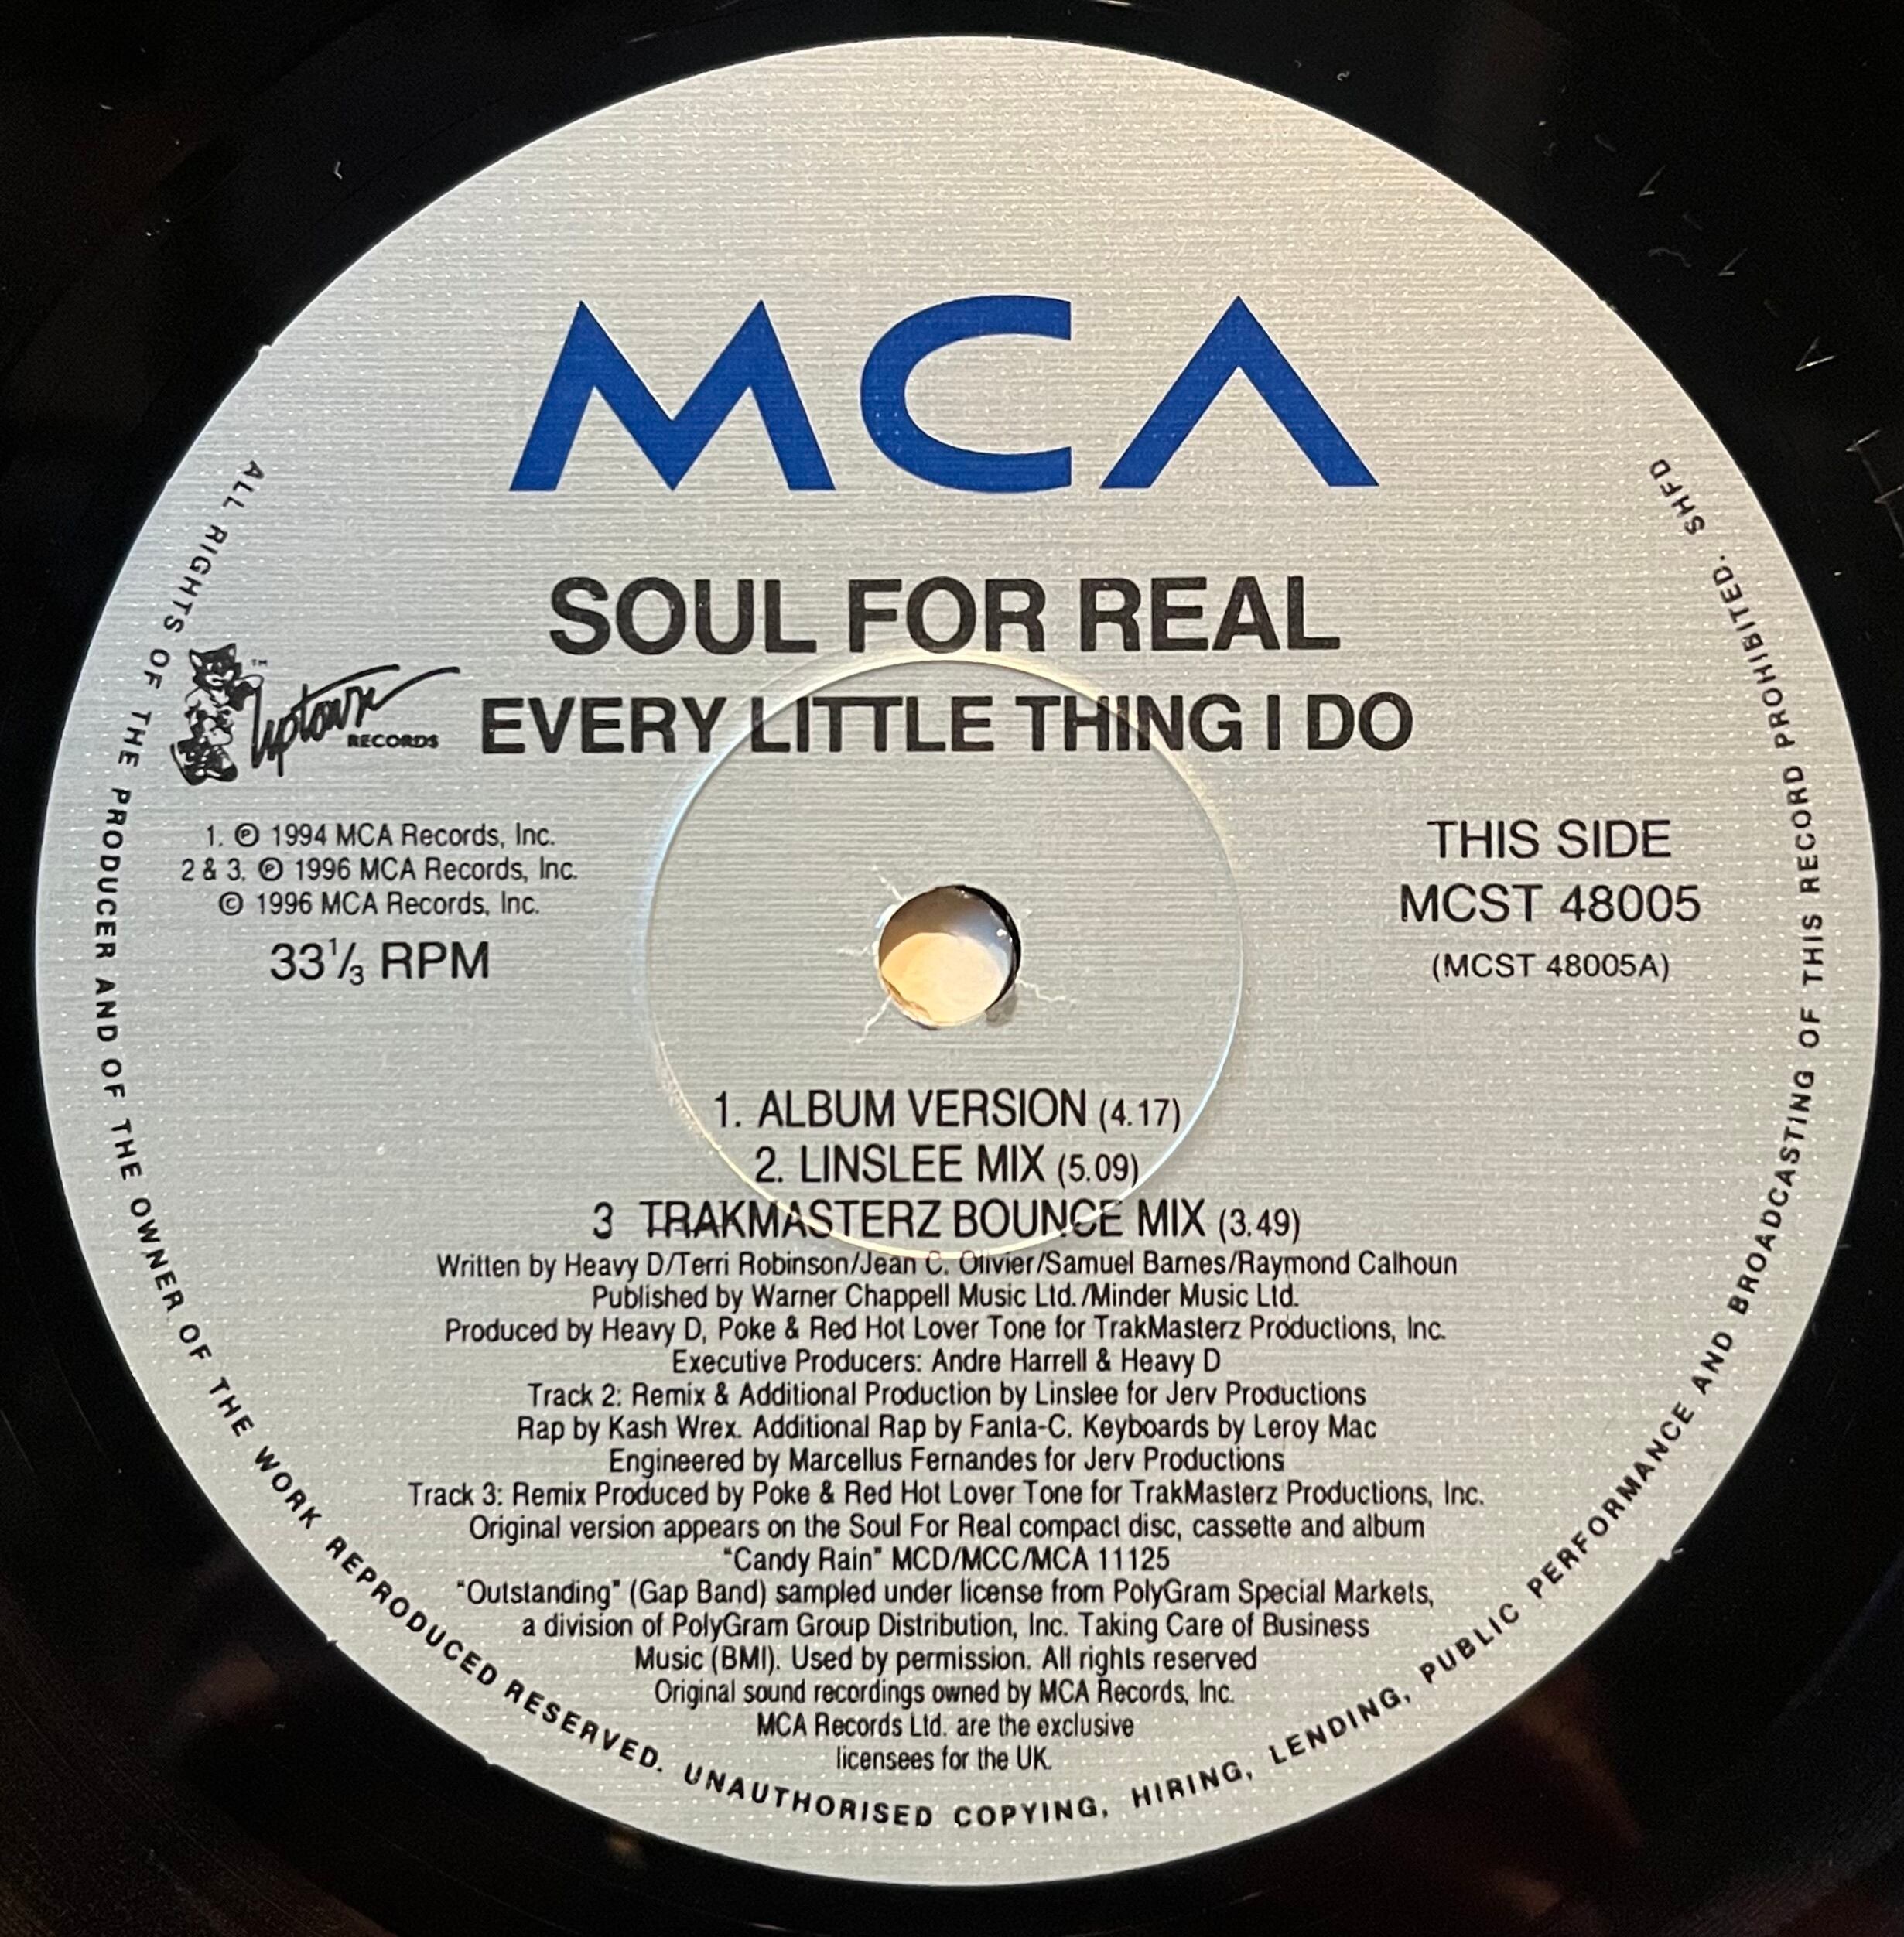 MCA
SOUL FOR REAL
EVERY LITTLE THING I DO
™
Uptown
RECORDS
1. ℗ 1994 MCA Records, Inc.
2 & 3. ℗ 1996 MCA Records, Inc.
© 1996 MCA Records, Inc.
33⅓ RPM
THIS SIDE
MCST 48005
(MCST 48005A)
1. ALBUM VERSION (4.17)
2. LINSLEE MIX (5.09)
3 TRAKMASTERZ BOUNCE MIX (3.49)
Written by Heavy D/Terri Robinson/Jean C. Olivier/Samuel Barnes/Raymond Calhoun
Published by Warner Chappell Music Ltd./Minder Music Ltd.
Produced by Heavy D, Poke & Red Hot Lover Tone for TrakMasterz Productions, Inc.
Executive Producers: Andre Harrell & Heavy D
Track 2: Remix & Additional Production by Linslee for Jerv Productions
Rap by Kash Wrex. Additional Rap by Fanta-C. Keyboards by Leroy Mac
Engineered by Marcellus Fernandes for Jerv Productions
Track 3: Remix Produced by Poke & Red Hot Lover Tone for TrakMasterz Productions, Inc.
Original version appears on the Soul For Real compact disc, cassette and album
"Candy Rain" MCD/MCC/MCA 11125
"Outstanding" (Gap Band) sampled under license from PolyGram Special Markets,
a division of PolyGram Group Distribution, Inc. Taking Care of Business
Music (BMI). Used by permission. All rights reserved
Original sound recordings owned by MCA Records, Inc.
MCA Records Ltd. are the exclusive
licensees for the UK.
ALL RIGHTS OF THE PRODUCER AND OF THE OWNER OF THE WORK REPRODUCED RESERVED. UNAUTHORISED COPYING, HIRING, LENDING, PUBLIC PERFORMANCE AND BROADCASTING OF THIS RECORD PROHIBITED. SHFD